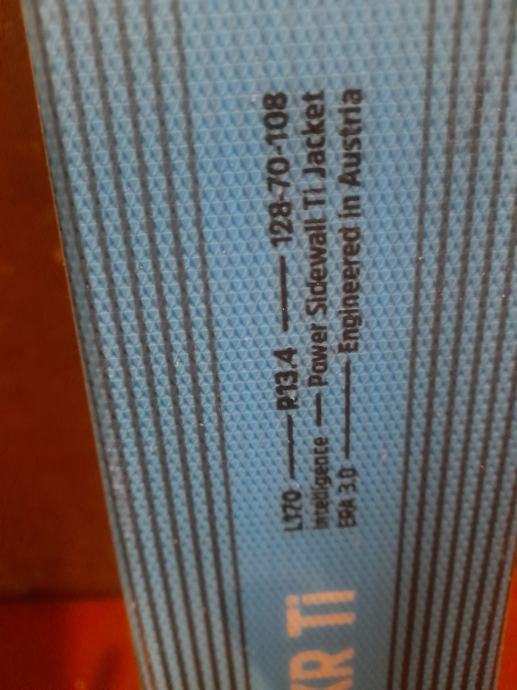 L170 R13.4 128-70-108
Intelligence Power Sidewall Ti Jacket
ERA 3.0 Engineered in Austria
XR Ti